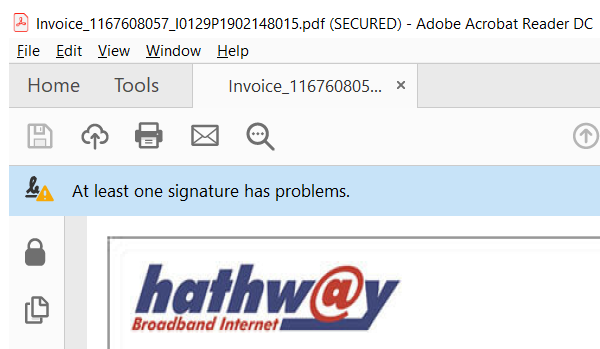 Invoice_1167608057_I0129P1902148015.pdf (SECURED) - Adobe Acrobat Reader DC
File Edit View Window Help
Home Tools Invoice_116760805... ×
At least one signature has problems.
hathw@y
Broadband Internet